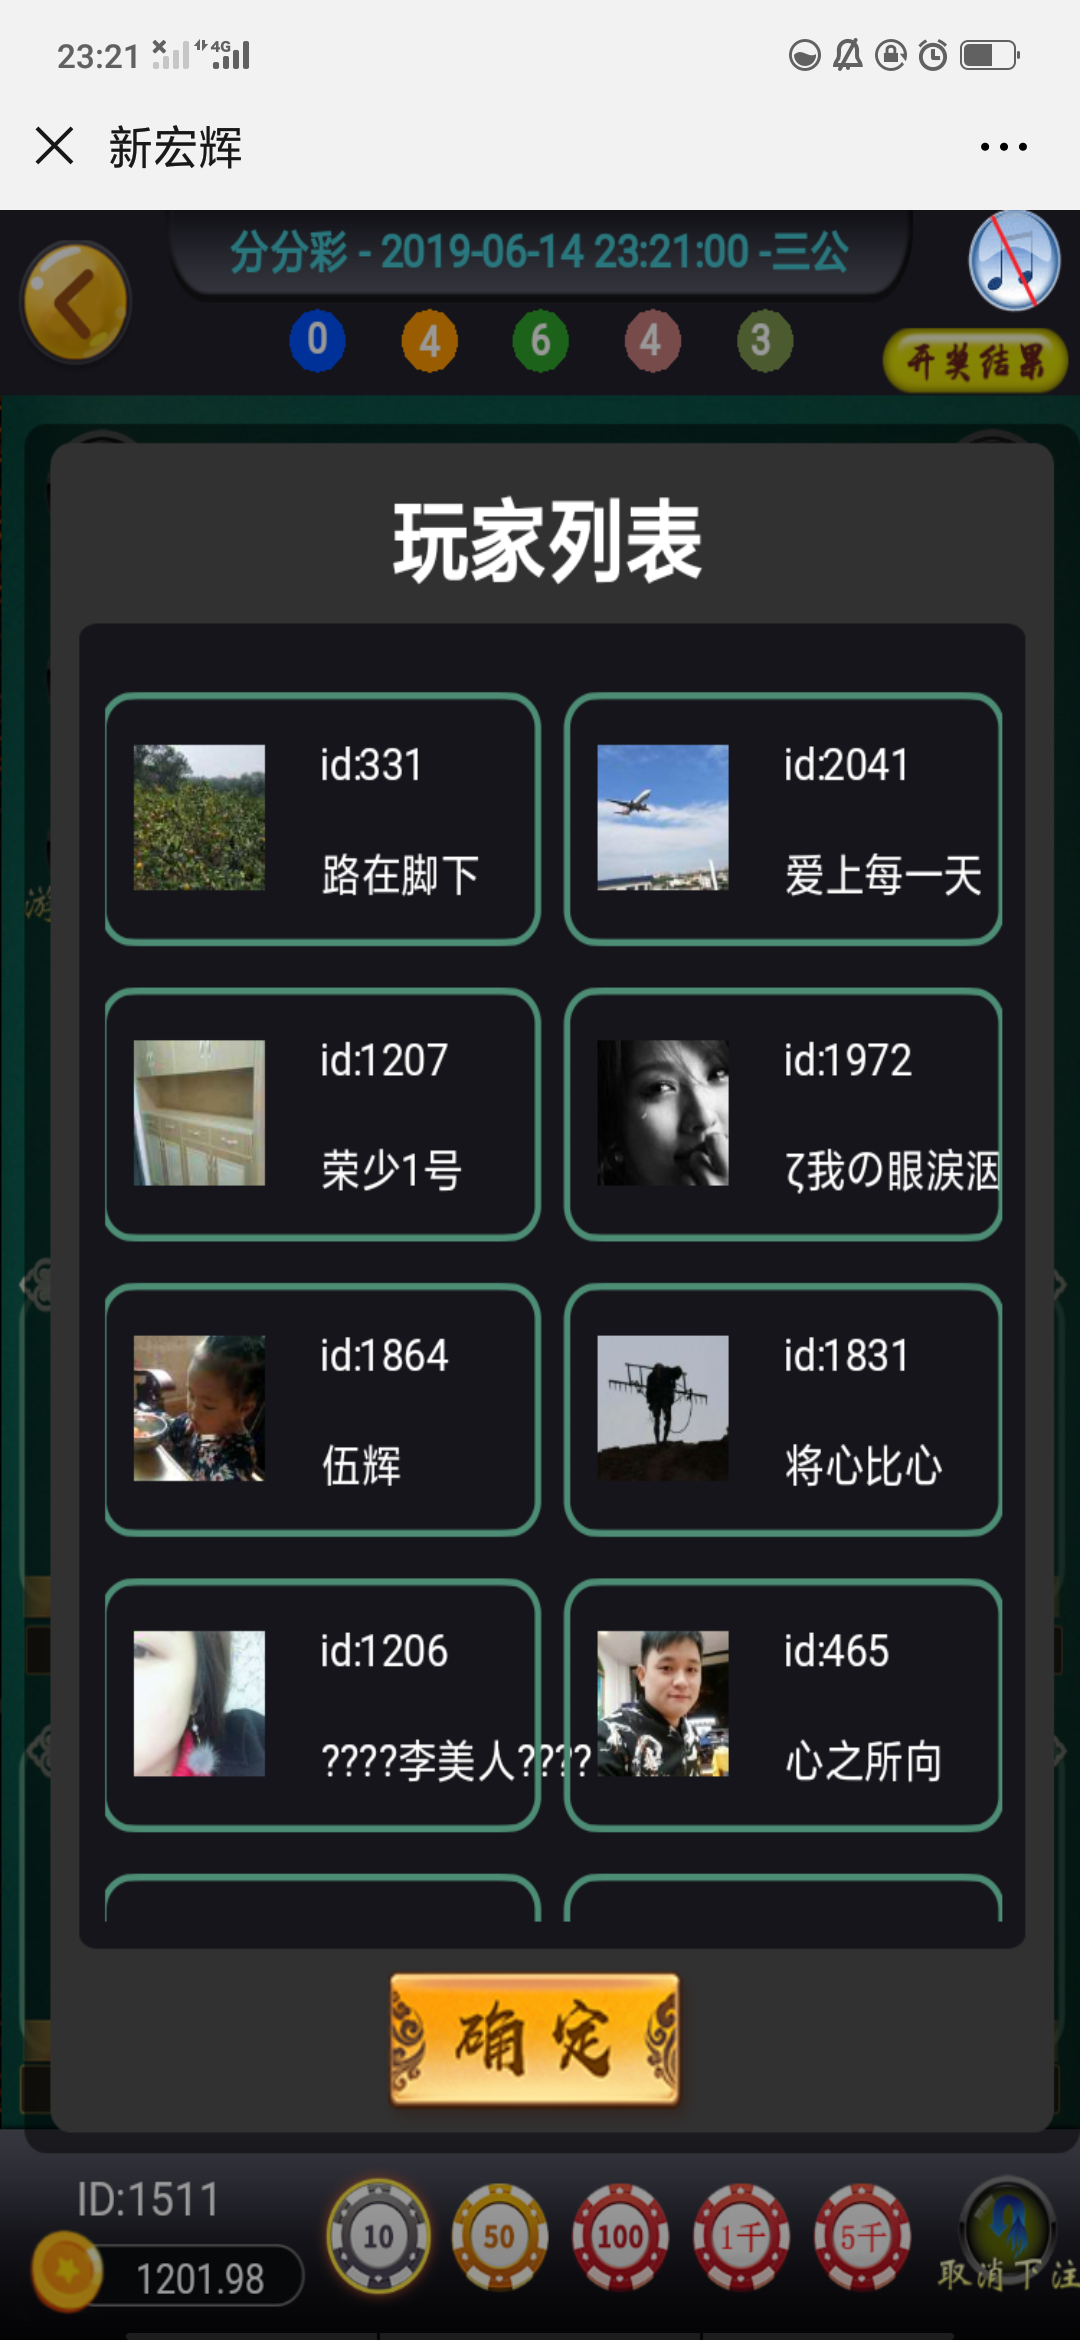 23:21 4G
新宏辉
分分彩 - 2019-06-14 23:21:00 -三公
0 4 6 4 3
开奖结果
玩家列表
id:331
路在脚下
id:2041
爱上每一天
id:1207
荣少1号
id:1972
ζ我の眼淚洇
id:1864
伍辉
id:1831
将心比心
id:1206
????李美人????
id:465
心之所向
游
确定
ID:1511
1201.98
10 50 100 1千 5千
取消下注